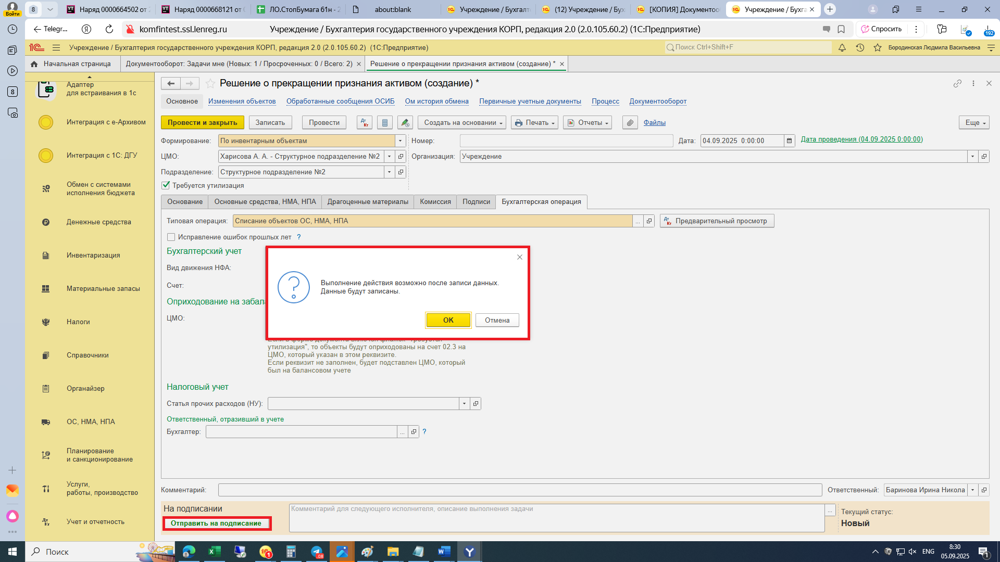 Войти
8
Наряд 0000664502 от 2
Наряд 0000668121 от 0
ЛО.СтопБумага 61н - 2
about:blank
Учреждение / Бухгалт
(12) Учреждение / Бух
[КОПИЯ] Документоо
Учреждение / Бухга
Telegr...
komfintest.ssl.lenreg.ru
Учреждение / Бухгалтерия государственного учреждения КОРП, редакция 2.0 (2.0.105.60.2) (1С:Предприятие)
Спросить
192
Учреждение / Бухгалтерия государственного учреждения КОРП, редакция 2.0 (2.0.105.60.2) (1С:Предприятие)
Поиск Ctrl+Shift+F
Бородинская Людмила Васильевна
Начальная страница
Документооборот: Задачи мне (Новых: 1 / Просроченных: 0 / Всего: 2)
Решение о прекращении признания активом (создание) *
8
Адаптер
для встраивания в 1с
Интеграция с е-Архивом
Интеграция с 1С: ДГУ
Обмен с системами
исполнения бюджета
Денежные средства
Инвентаризация
Материальные запасы
Налоги
Справочники
Органайзер
ОС, НМА, НПА
Планирование
и санкционирование
Услуги,
работы, производство
Учет и отчетность
Решение о прекращении признания активом (создание) *
Основное
Изменения объектов
Обработанные сообщения ОСИБ
Ом история обмена
Первичные учетные документы
Процесс
Документооборот
Провести и закрыть
Записать
Провести
Дт
Кт
Создать на основании
Печать
Отчеты
Файлы
Еще
Формирование:
По инвентарным объектам
Номер:
Дата:
04.09.2025 0:00:00
Дата проведения (04.09.2025 0:00:00)
ЦМО:
Харисова А. А. - Структурное подразделение №2
Организация:
Учреждение
Подразделение:
Структурное подразделение №2
Требуется утилизация
Основание
Основные средства, НМА, НПА
Драгоценные материалы
Комиссия
Подписи
Бухгалтерская операция
Типовая операция:
Списание объектов ОС, НМА, НПА
...
Дт
Кт
Предварительный просмотр
Исправление ошибок прошлых лет ?
Бухгалтерский учет
Вид движения НФА:
Счет:
Оприходование на забала
ЦМО:
Выполнение действия возможно после записи данных.
Данные будут записаны.
ОК
Отмена
утилизация", то объекты будут оприходованы на счет 02.3 на
ЦМО, который указан в этом реквизите.
Если реквизит не заполнен, будет подставлен ЦМО, который
был на балансовом учете
Налоговый учет
Статья прочих расходов (НУ):
Ответственный, отразивший в учете
Бухгалтер:
...
?
Комментарий:
Ответственный:
Баринова Ирина Никола
На подписании
Отправить на подписание
Комментарий для следующего исполнителя, описание выполнения задачи
...
Текущий статус:
Новый
Поиск
1
.08
ENG
8:30
05.09.2025
1